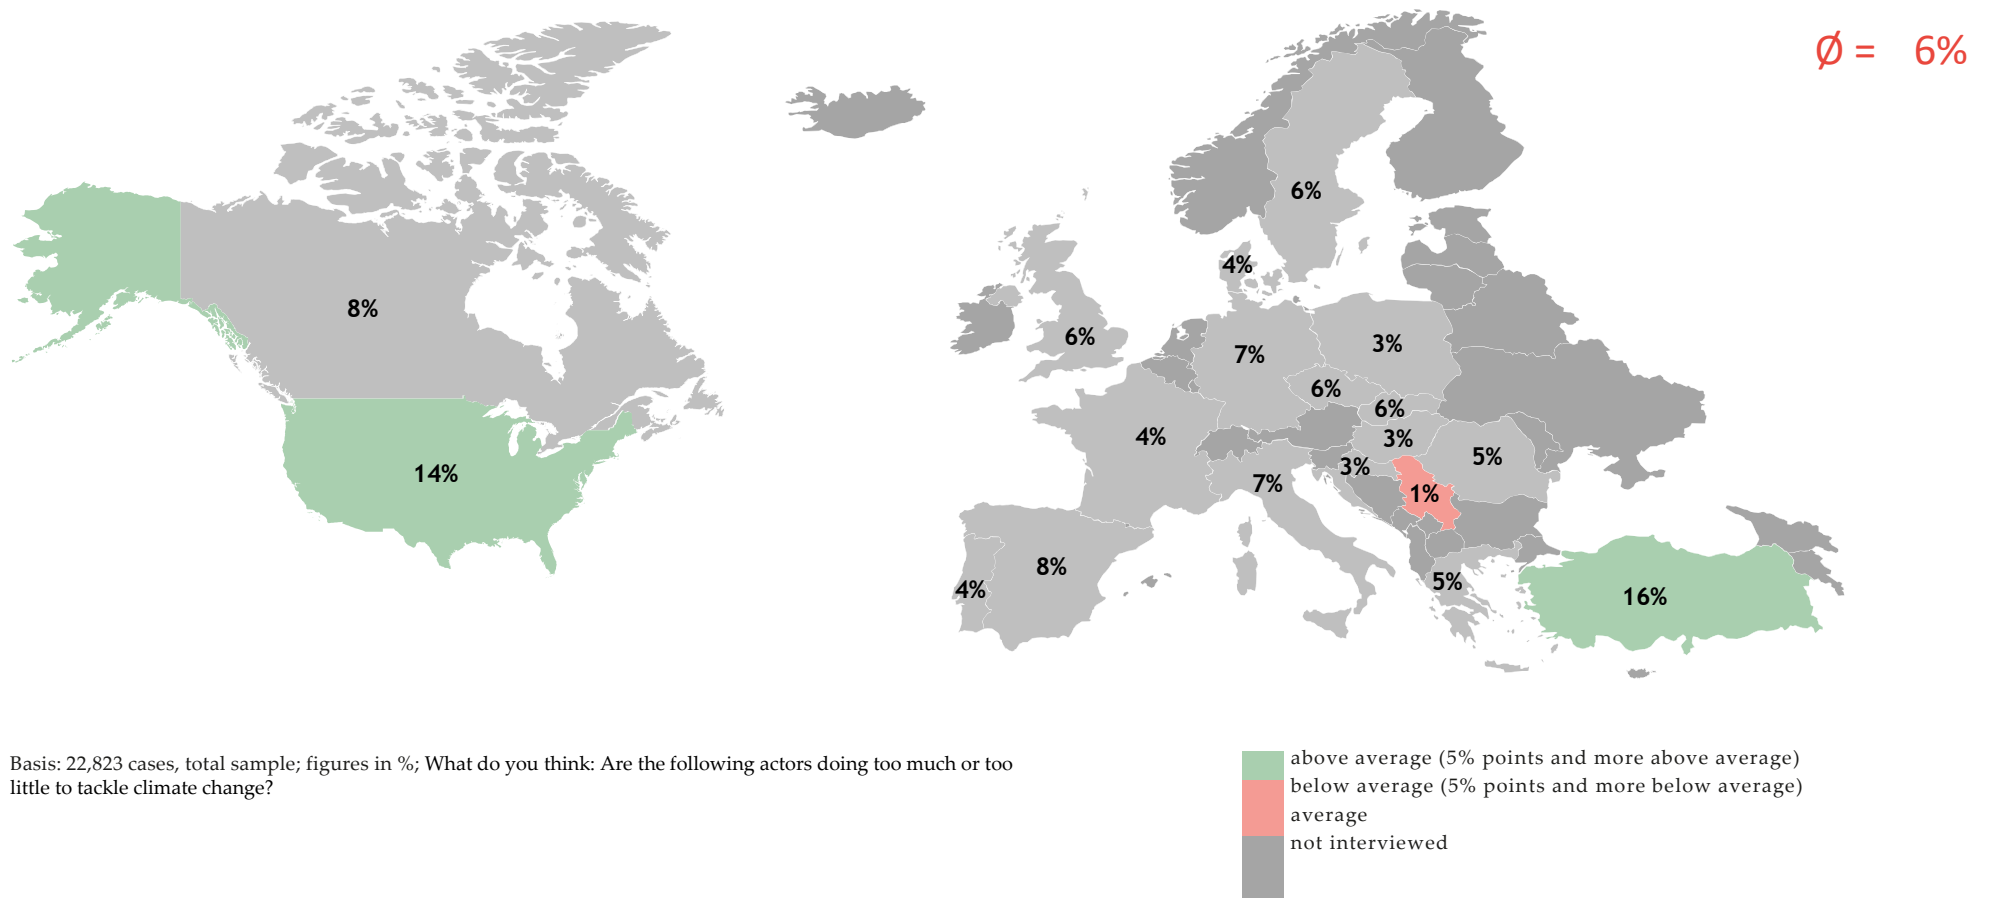 Ø = 6%
6%
4%
8%
6%
3%
7%
6%
6%
4%
3%
5%
3%
14%
7%
1%
8%
5%
4%
16%
Basis: 22,823 cases, total sample; figures in %; What do you think: Are the following actors doing too much or too
little to tackle climate change?
above average (5% points and more above average)
below average (5% points and more below average)
average
not interviewed